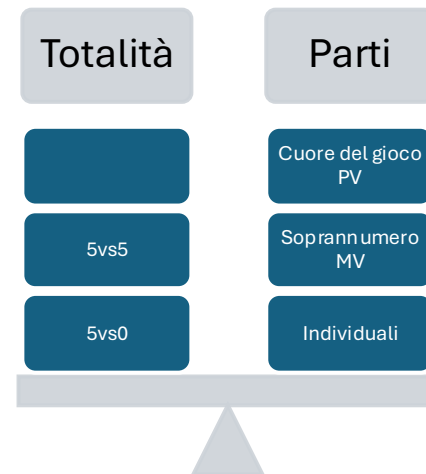 Totalità
Parti
Cuore del gioco
PV
5vs5
Soprannumero
MV
5vs0
Individuali